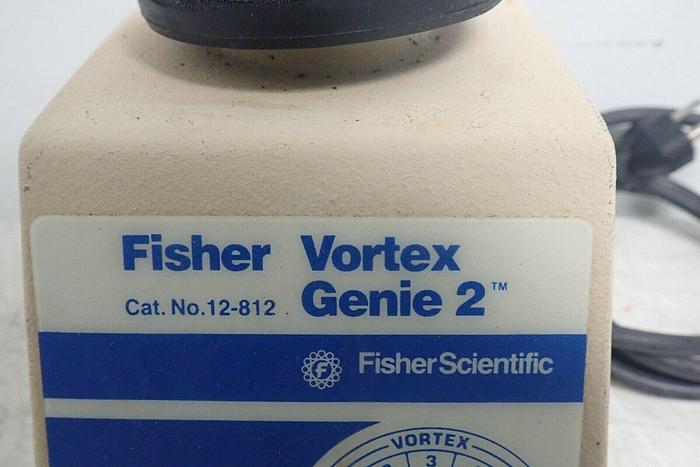 Fisher Vortex
Cat. No.12-812 Genie 2™
F FisherScientific
VORTEX
3